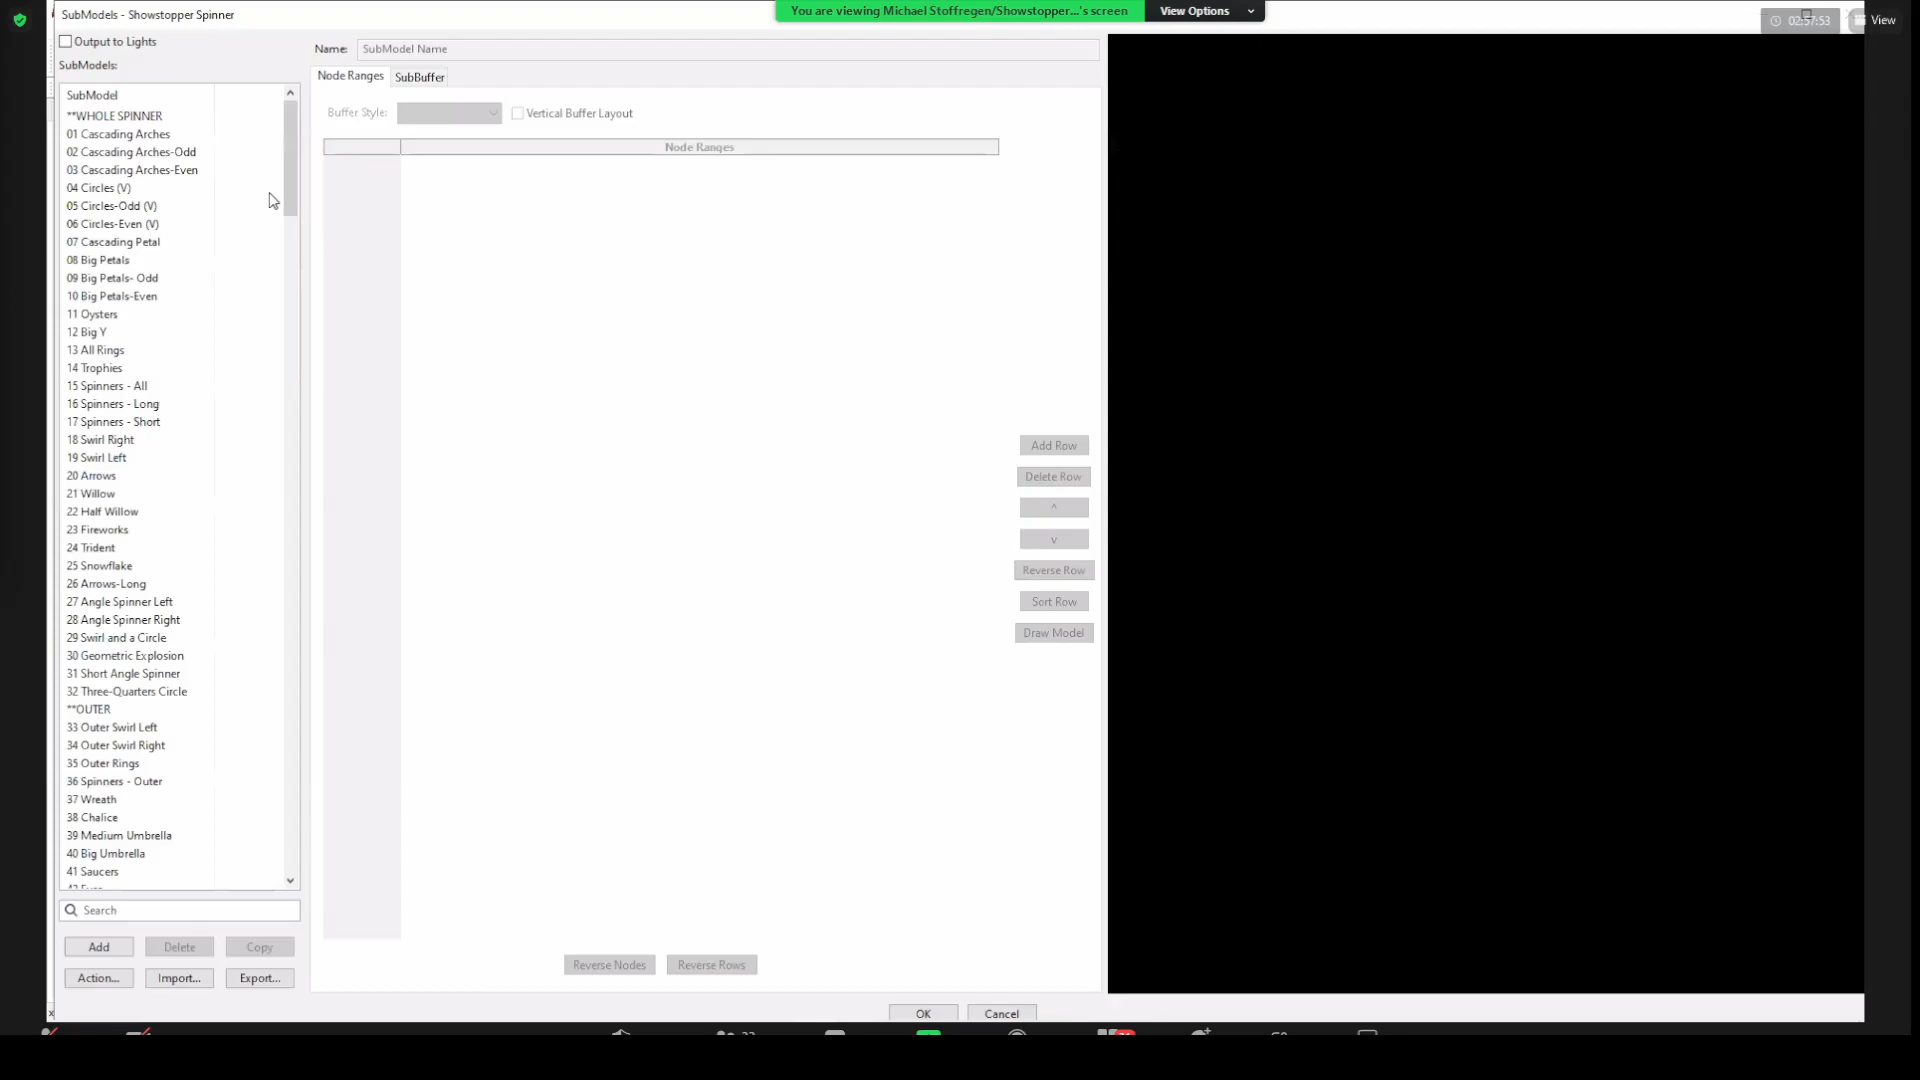 SubModels - Showstopper Spinner
You are viewing Michael Stoffregen/Showstopper...'s screen
View Options
02:57:53
View
Output to Lights
SubModels:
Name:
SubModel Name
Node Ranges
SubBuffer
Buffer Style:
Vertical Buffer Layout
Node Ranges
SubModel
**WHOLE SPINNER
01 Cascading Arches
02 Cascading Arches-Odd
03 Cascading Arches-Even
04 Circles (V)
05 Circles-Odd (V)
06 Circles-Even (V)
07 Cascading Petal
08 Big Petals
09 Big Petals- Odd
10 Big Petals-Even
11 Oysters
12 Big Y
13 All Rings
14 Trophies
15 Spinners - All
16 Spinners - Long
17 Spinners - Short
18 Swirl Right
19 Swirl Left
20 Arrows
21 Willow
22 Half Willow
23 Fireworks
24 Trident
25 Snowflake
26 Arrows-Long
27 Angle Spinner Left
28 Angle Spinner Right
29 Swirl and a Circle
30 Geometric Explosion
31 Short Angle Spinner
32 Three-Quarters Circle
**OUTER
33 Outer Swirl Left
34 Outer Swirl Right
35 Outer Rings
36 Spinners - Outer
37 Wreath
38 Chalice
39 Medium Umbrella
40 Big Umbrella
41 Saucers
Add Row
Delete Row
^
v
Reverse Row
Sort Row
Draw Model
Search
Add
Delete
Copy
Action...
Import...
Export...
Reverse Nodes
Reverse Rows
OK
Cancel